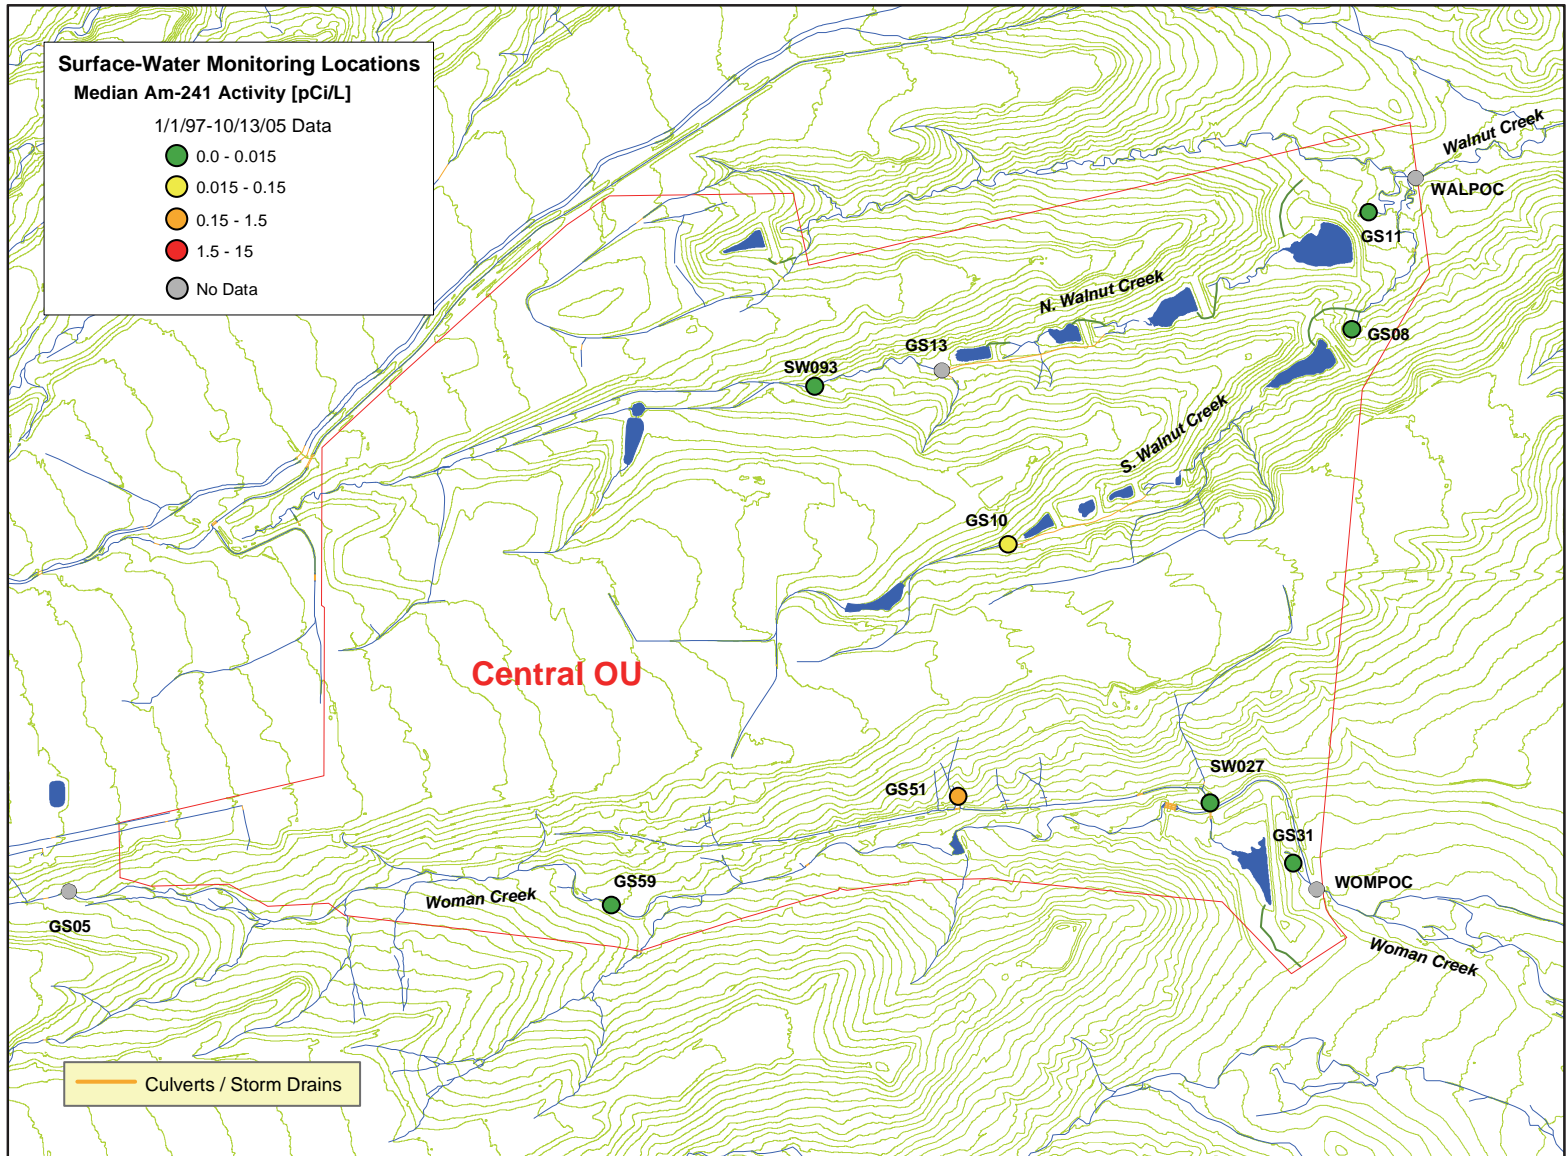 Surface-Water Monitoring Locations
Median Am-241 Activity [pCi/L]
1/1/97-10/13/05 Data
0.0 - 0.015
0.015 - 0.15
0.15 - 1.5
1.5 - 15
No Data
Walnut Creek
WALPOC
GS11
N. Walnut Creek
GS08
GS13
SW093
S. Walnut Creek
GS10
Central OU
SW027
GS51
GS31
WOMPOC
GS59
Woman Creek
GS05
Woman Creek
Culverts / Storm Drains